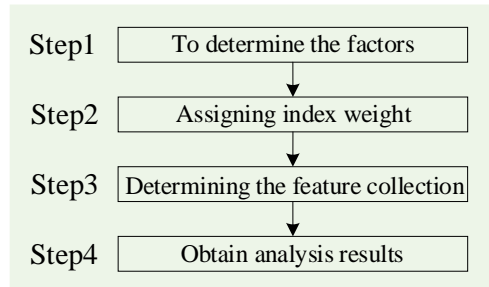 Step1 To determine the factors
Step2 Assigning index weight
Step3 Determining the feature collection
Step4 Obtain analysis results